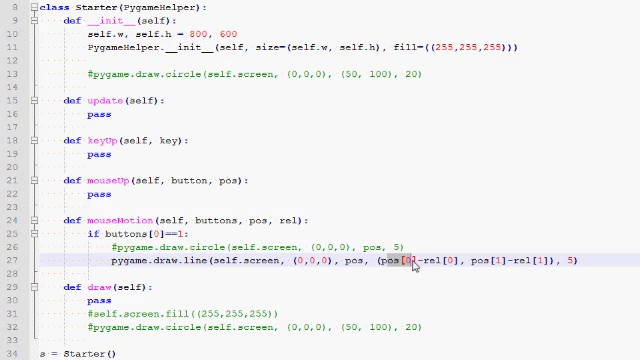 8 class Starter(PygameHelper):
9 def __init__(self):
10 self.w, self.h = 800, 600
11 PygameHelper.__init__(self, size=(self.w, self.h), fill=((255,255,255)))
12
13 #pygame.draw.circle(self.screen, (0,0,0), (50, 100), 20)
14
15 def update(self):
16 pass
17
18 def keyUp(self, key):
19 pass
20
21 def mouseUp(self, button, pos):
22 pass
23
24 def mouseMotion(self, buttons, pos, rel):
25 if buttons[0]==1:
26 #pygame.draw.circle(self.screen, (0,0,0), pos, 5)
27 pygame.draw.line(self.screen, (0,0,0), pos, (pos[0]-rel[0], pos[1]-rel[1]), 5)
28
29 def draw(self):
30 pass
31 #self.screen.fill((255,255,255))
32 #pygame.draw.circle(self.screen, (0,0,0), (50, 100), 20)
33
34 s = Starter()